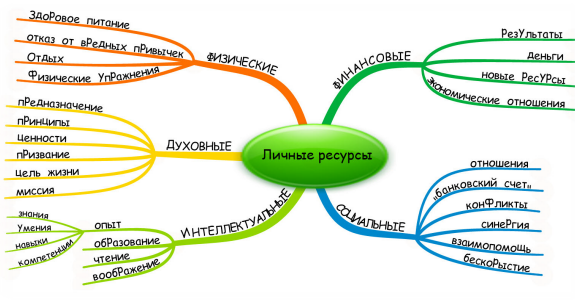 Личные ресурсы
ФИЗИЧЕСКИЕ
ЗдоРовое питание
отказ от вРедных пРивычек
Отдых
Физические УпРажнения
ДУХОВНЫЕ
пРедназначение
пРинципы
ценности
пРизвание
цель жизни
миссия
ИНТЕЛЛЕКТУАЛЬНЫЕ
опыт
знания
Умения
навыки
компетенции
обРазование
чтение
вообРажение
ФИНАНСОВЫЕ
РезУльтаты
деньги
новые РесУРсы
Экономические отношения
СОЦИАЛЬНЫЕ
отношения
„банковский счет“
конФликты
синеРгия
взаимопомоЩь
бескоРыстие